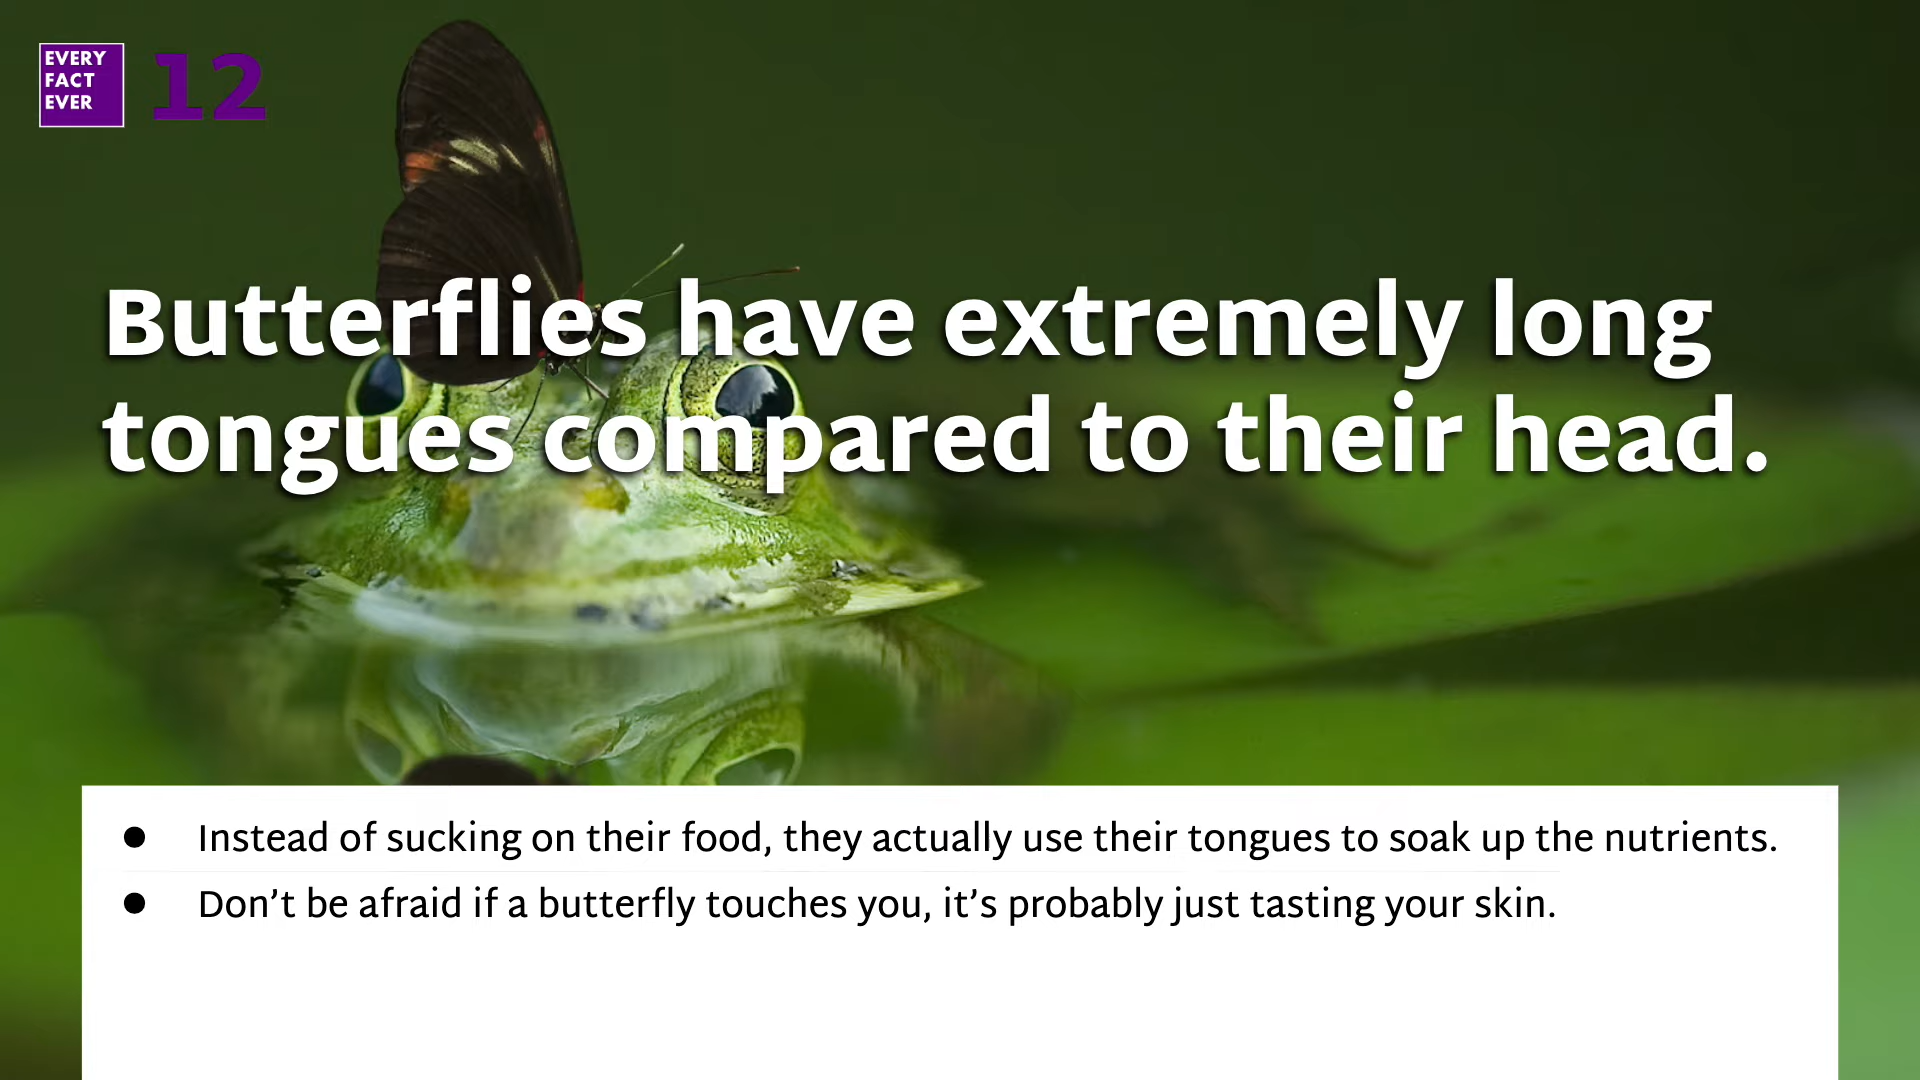 EVERY
FACT
EVER
12
Butterflies have extremely long
tongues compared to their head.
● Instead of sucking on their food, they actually use their tongues to soak up the nutrients.
● Don’t be afraid if a butterfly touches you, it’s probably just tasting your skin.